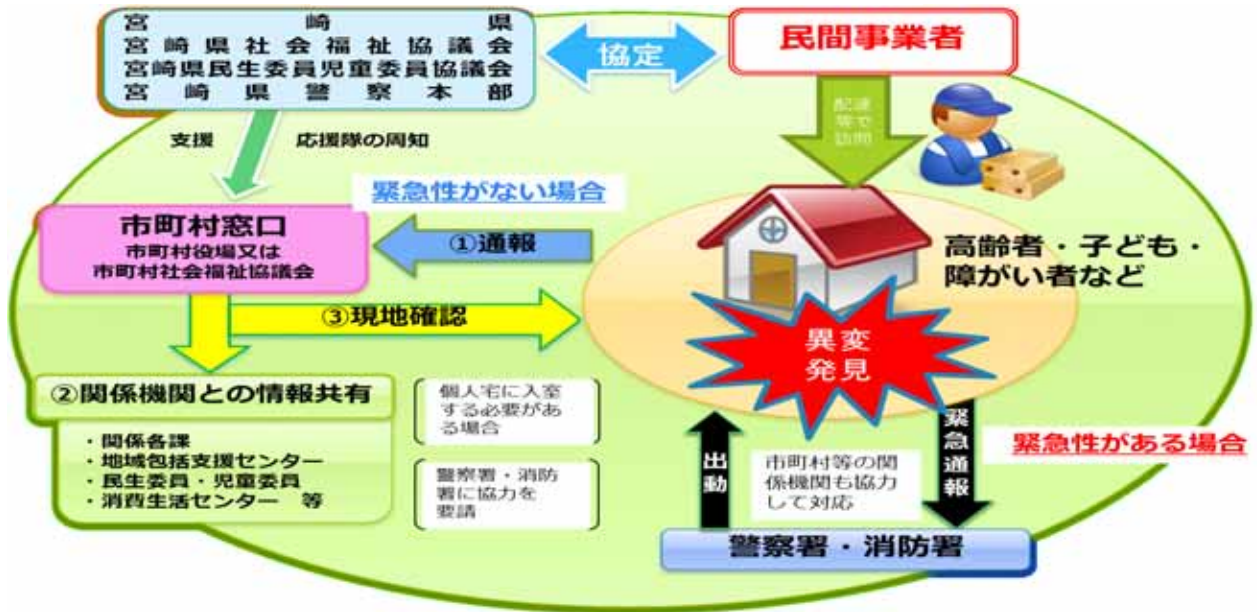 宮崎県
宮崎県社会福祉協議会
宮崎県民生委員児童委員協議会
宮崎県警察本部
協定
民間事業者
配達
等で
訪問
支援
応援隊の周知
緊急性がない場合
市町村窓口
市町村役場又は
市町村社会福祉協議会
①通報
高齢者・子ども・
障がい者など
③現地確認
異変
発見
②関係機関との情報共有
・関係各課
・地域包括支援センター
・民生委員・児童委員
・消費生活センター 等
個人宅に入室
する必要があ
る場合
警察署・消防
署に協力を
要請
出動
市町村等の関
係機関も協力
して対応
緊急通報
緊急性がある場合
警察署・消防署